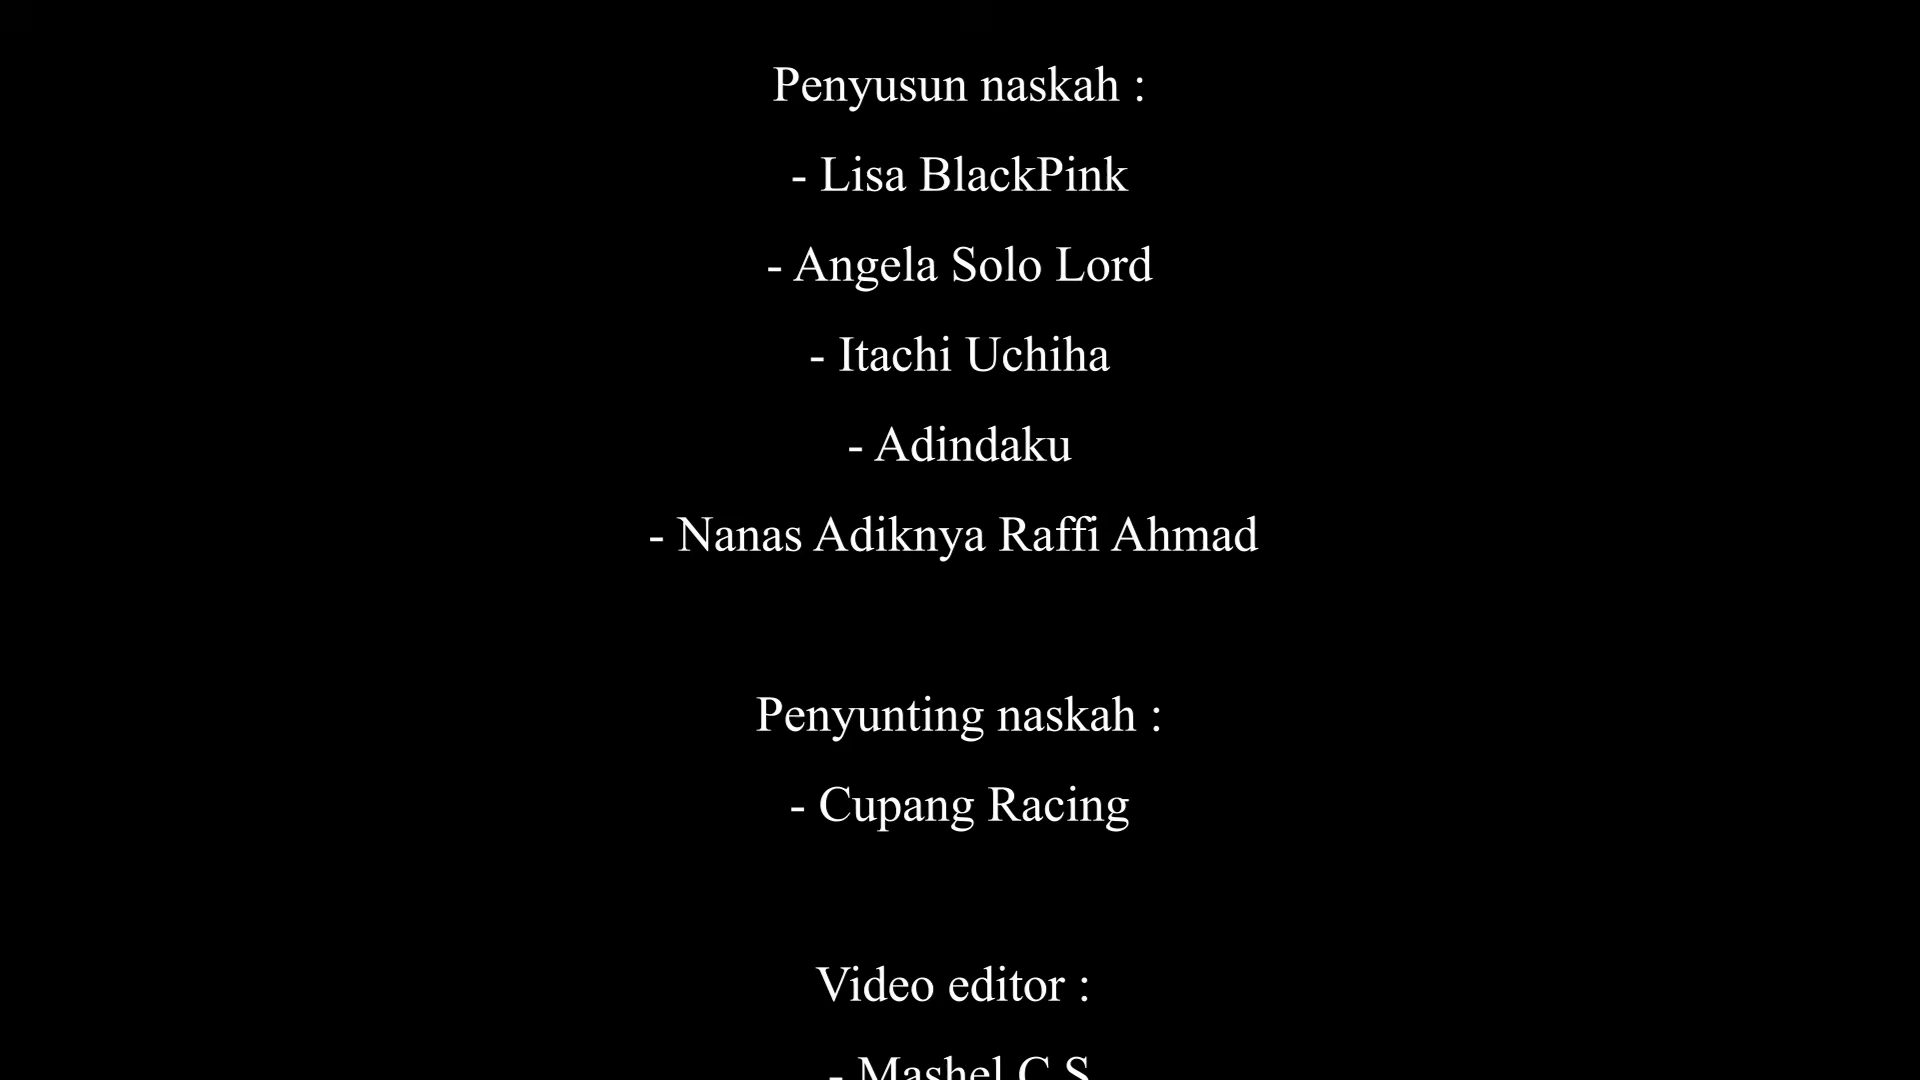 Penyusun naskah :
- Lisa BlackPink
- Angela Solo Lord
- Itachi Uchiha
- Adindaku
- Nanas Adiknya Raffi Ahmad
Penyunting naskah :
- Cupang Racing
Video editor :
- Mashel C.S